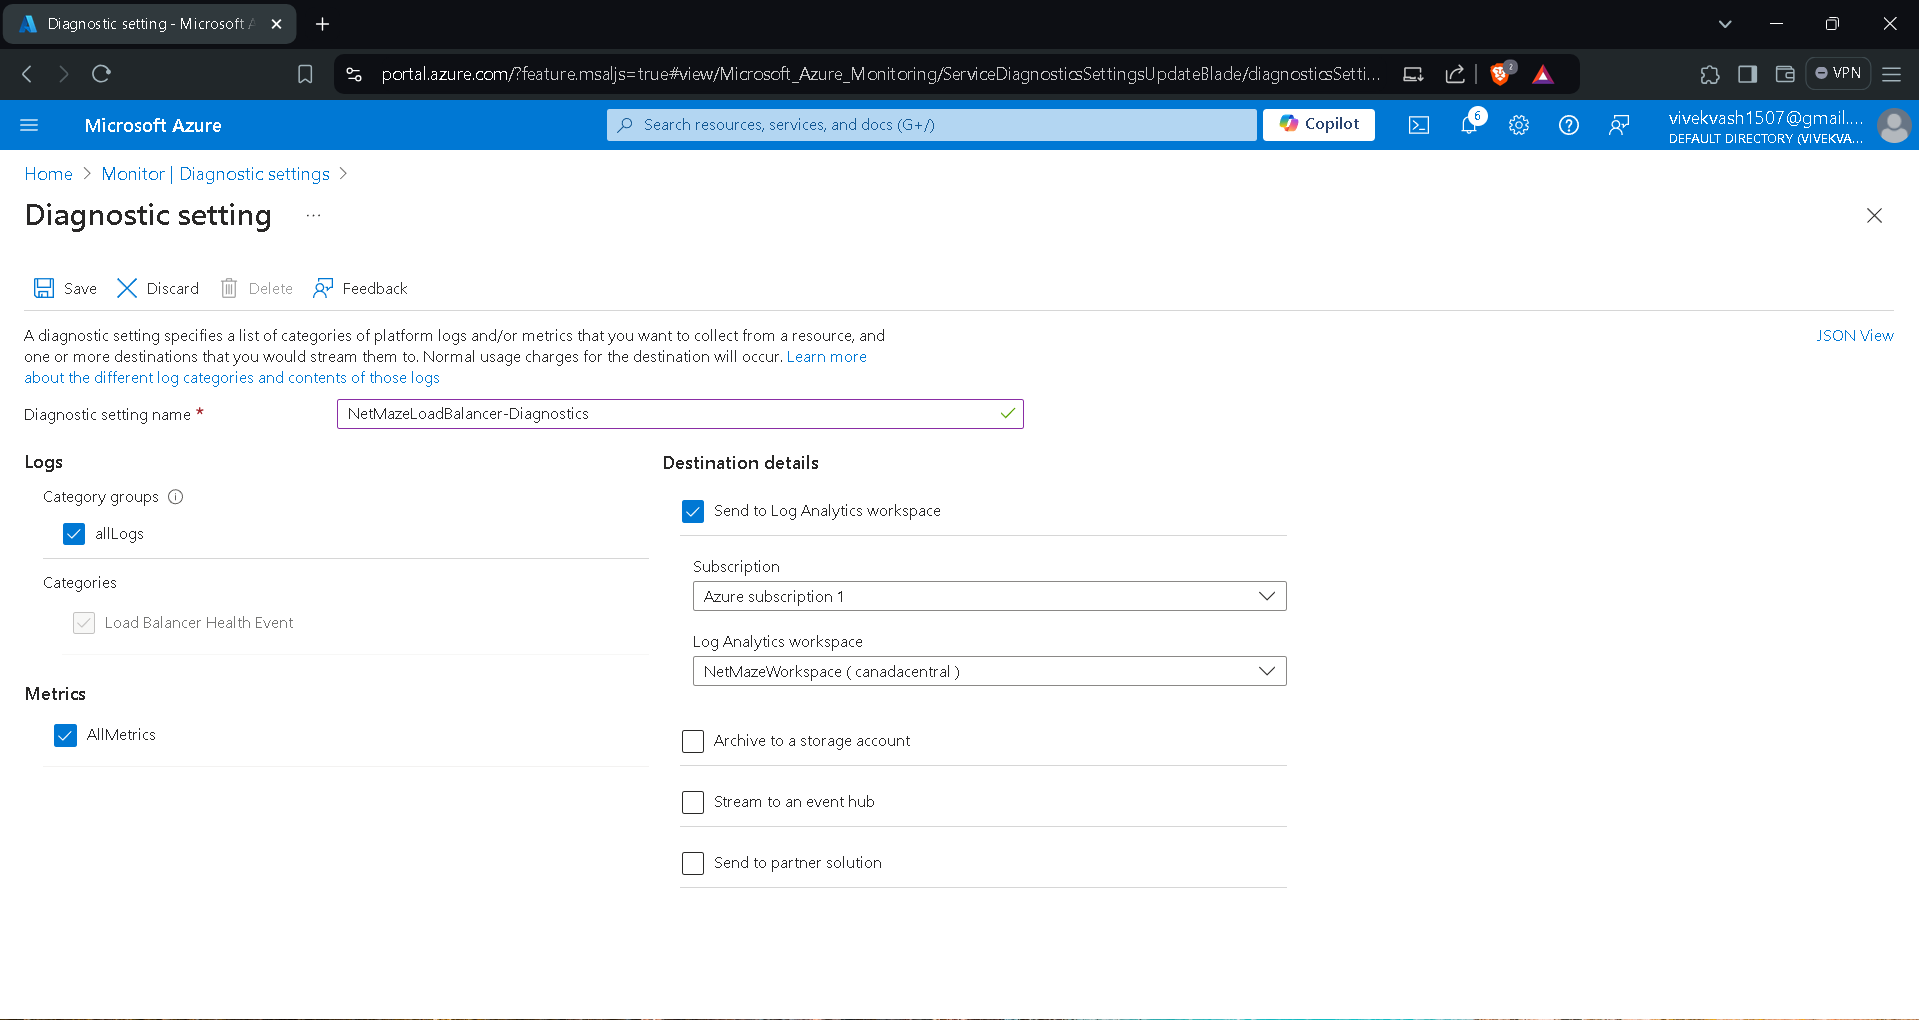 Diagnostic setting - Microsoft A
portal.azure.com/?feature.msaljs=true#view/Microsoft_Azure_Monitoring/ServiceDiagnosticsSettingsUpdateBlade/diagnosticsSetti...
2
VPN
Microsoft Azure
Search resources, services, and docs (G+/)
Copilot
6
vivekvash1507@gmail....
DEFAULT DIRECTORY (VIVEKVA...
Home > Monitor | Diagnostic settings >
Diagnostic setting ...
Save Discard Delete Feedback
A diagnostic setting specifies a list of categories of platform logs and/or metrics that you want to collect from a resource, and
one or more destinations that you would stream them to. Normal usage charges for the destination will occur. Learn more
about the different log categories and contents of those logs
JSON View
Diagnostic setting name *
NetMazeLoadBalancer-Diagnostics
Logs
Category groups
allLogs
Categories
Load Balancer Health Event
Metrics
AllMetrics
Destination details
Send to Log Analytics workspace
Subscription
Azure subscription 1
Log Analytics workspace
NetMazeWorkspace ( canadacentral )
Archive to a storage account
Stream to an event hub
Send to partner solution